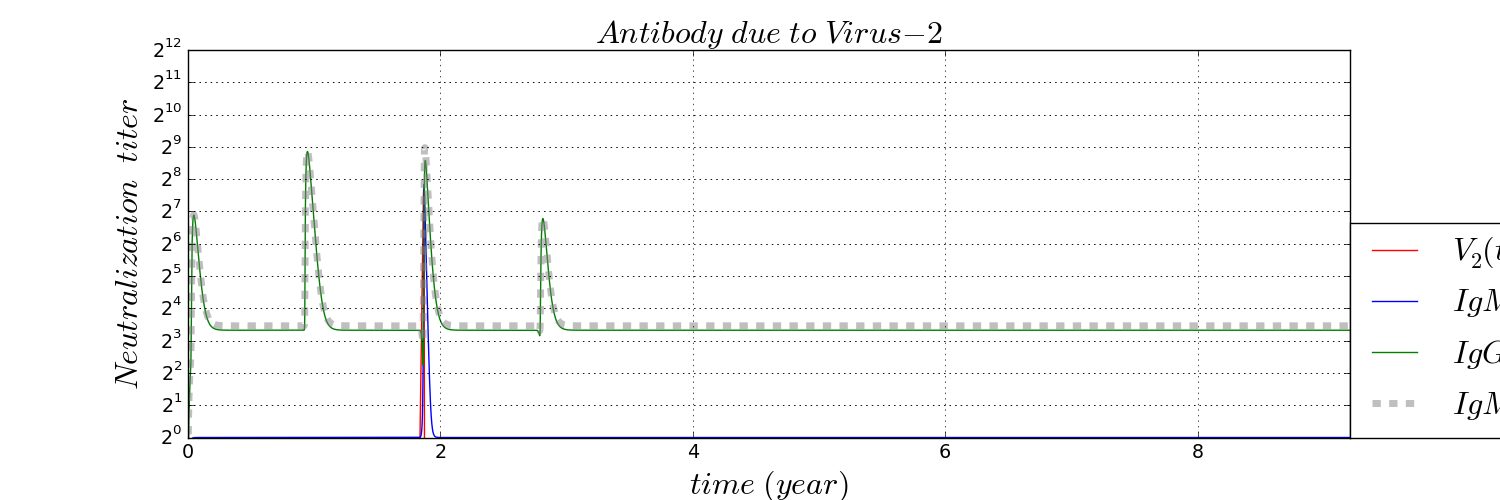 Antibody due to Virus−2
Neutralization titer
2^12
2^11
2^10
2^9
2^8
2^7
2^6
2^5
2^4
2^3
2^2
2^1
2^0
0 2 4 6 8
time (year)
V_2(t
IgM
IgG
IgM